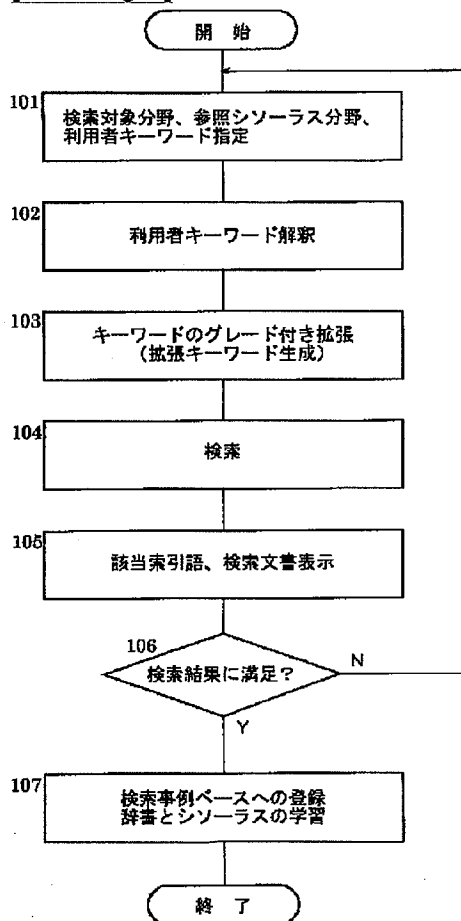 開 始
101
検索対象分野、参照シソーラス分野、
利用者キーワード指定
102
利用者キーワード解釈
103
キーワードのグレード付き拡張
(拡張キーワード生成)
104
検索
105
該当索引語、検索文書表示
106
検索結果に満足?
N
Y
107
検索事例ベースへの登録
辞書とシソーラスの学習
終 了